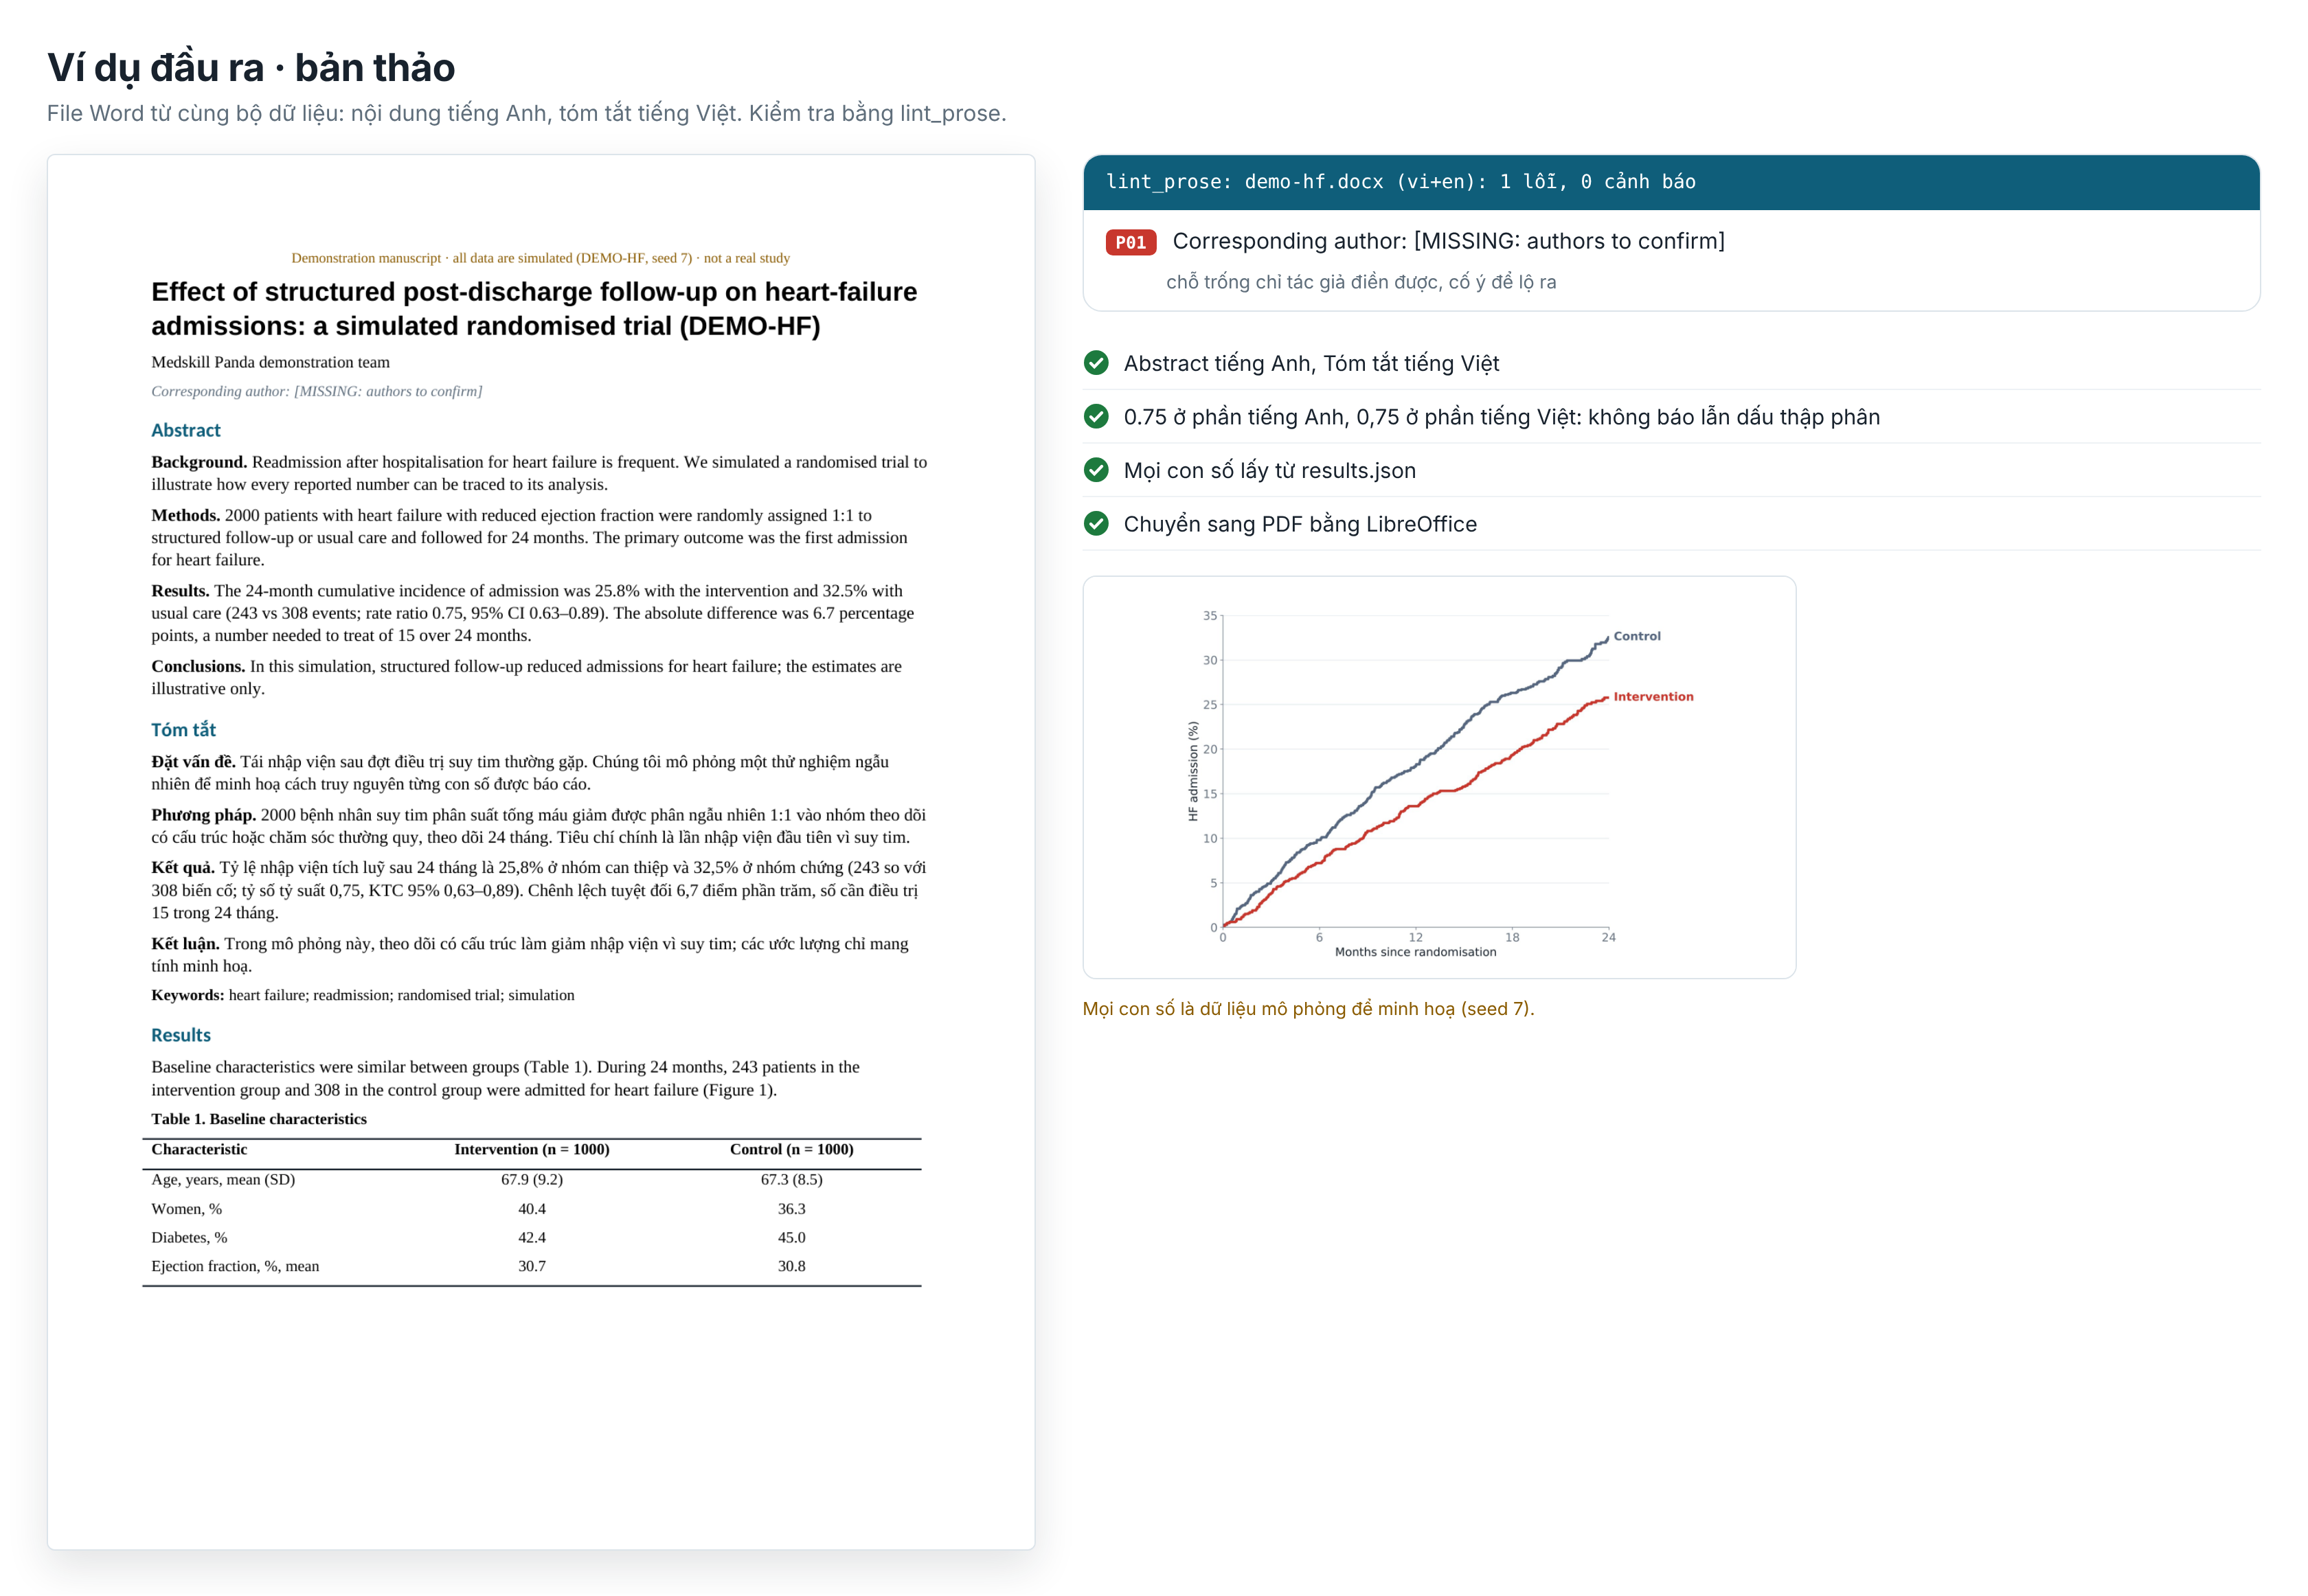 Ví dụ đầu ra · bản thảo
File Word từ cùng bộ dữ liệu: nội dung tiếng Anh, tóm tắt tiếng Việt. Kiểm tra bằng lint_prose.
Demonstration manuscript · all data are simulated (DEMO-HF, seed 7) · not a real study
Effect of structured post-discharge follow-up on heart-failure
admissions: a simulated randomised trial (DEMO-HF)
Medskill Panda demonstration team
Corresponding author: [MISSING: authors to confirm]
Abstract
Background. Readmission after hospitalisation for heart failure is frequent. We simulated a randomised trial to
illustrate how every reported number can be traced to its analysis.
Methods. 2000 patients with heart failure with reduced ejection fraction were randomly assigned 1:1 to
structured follow-up or usual care and followed for 24 months. The primary outcome was the first admission
for heart failure.
Results. The 24-month cumulative incidence of admission was 25.8% with the intervention and 32.5% with
usual care (243 vs 308 events; rate ratio 0.75, 95% CI 0.63–0.89). The absolute difference was 6.7 percentage
points, a number needed to treat of 15 over 24 months.
Conclusions. In this simulation, structured follow-up reduced admissions for heart failure; the estimates are
illustrative only.
Tóm tắt
Đặt vấn đề. Tái nhập viện sau đợt điều trị suy tim thường gặp. Chúng tôi mô phỏng một thử nghiệm ngẫu
nhiên để minh hoạ cách truy nguyên từng con số được báo cáo.
Phương pháp. 2000 bệnh nhân suy tim phân suất tống máu giảm được phân ngẫu nhiên 1:1 vào nhóm theo dõi
có cấu trúc hoặc chăm sóc thường quy, theo dõi 24 tháng. Tiêu chí chính là lần nhập viện đầu tiên vì suy tim.
Kết quả. Tỷ lệ nhập viện tích luỹ sau 24 tháng là 25,8% ở nhóm can thiệp và 32,5% ở nhóm chứng (243 so với
308 biến cố; tỷ số tỷ suất 0,75, KTC 95% 0,63–0,89). Chênh lệch tuyệt đối 6,7 điểm phần trăm, số cần điều trị
15 trong 24 tháng.
Kết luận. Trong mô phỏng này, theo dõi có cấu trúc làm giảm nhập viện vì suy tim; các ước lượng chỉ mang
tính minh hoạ.
Keywords: heart failure; readmission; randomised trial; simulation
Results
Baseline characteristics were similar between groups (Table 1). During 24 months, 243 patients in the
intervention group and 308 in the control group were admitted for heart failure (Figure 1).
Table 1. Baseline characteristics
Characteristic Intervention (n = 1000) Control (n = 1000)
Age, years, mean (SD) 67.9 (9.2) 67.3 (8.5)
Women, % 40.4 36.3
Diabetes, % 42.4 45.0
Ejection fraction, %, mean 30.7 30.8
lint_prose: demo-hf.docx (vi+en): 1 lỗi, 0 cảnh báo
P01 Corresponding author: [MISSING: authors to confirm]
chỗ trống chỉ tác giả điền được, cố ý để lộ ra
Abstract tiếng Anh, Tóm tắt tiếng Việt
0.75 ở phần tiếng Anh, 0,75 ở phần tiếng Việt: không báo lẫn dấu thập phân
Mọi con số lấy từ results.json
Chuyển sang PDF bằng LibreOffice
35
30
25
20
15
10
5
0
HF admission (%)
Control
Intervention
0 6 12 18 24
Months since randomisation
Mọi con số là dữ liệu mô phỏng để minh hoạ (seed 7).